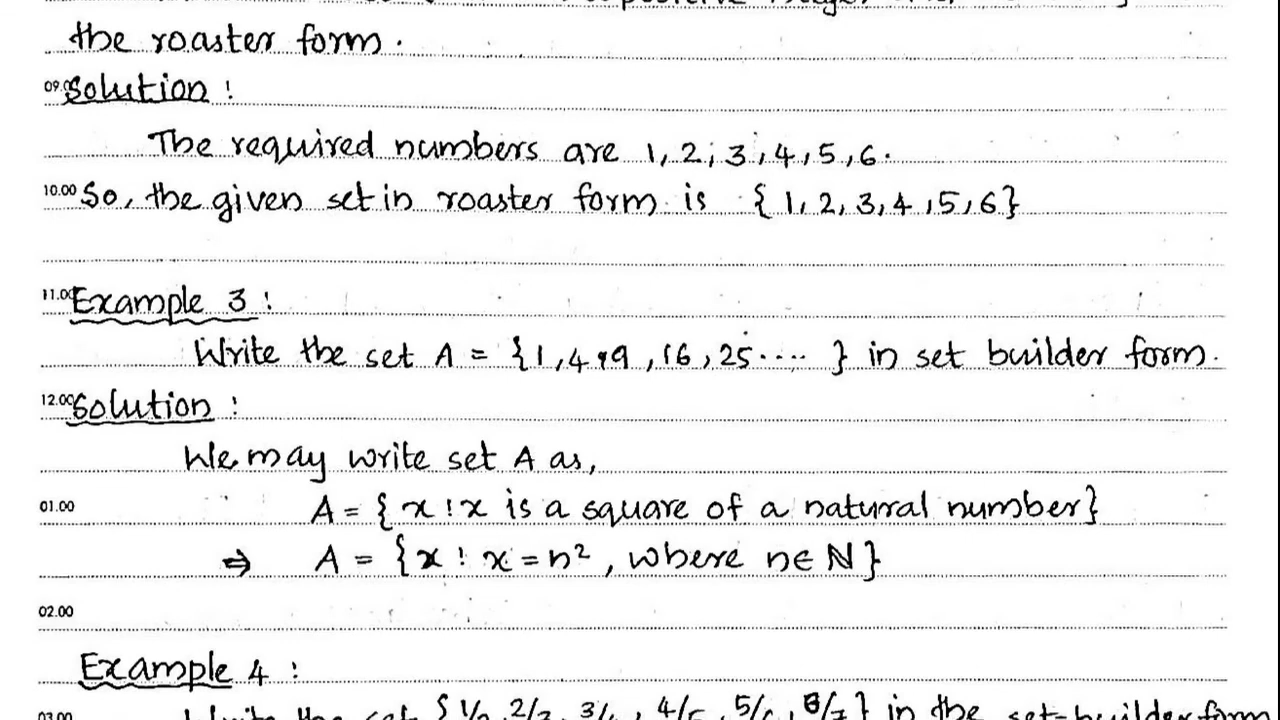 the roaster form.
09.00 Solution :
The required numbers are 1, 2, 3, 4, 5, 6.
10.00 So, the given set in roaster form is { 1, 2, 3, 4, 5, 6}
11.00 Example 3 :
Write the set A = {1, 4, 9, 16, 25..... } in set builder form.
12.00 Solution :
We may write set A as,
01.00 A = { x : x is a square of a natural number}
⇒ A = {x : x = n², where n ∈ ℕ}
02.00
Example 4 :
03.00 Write the set { 1/2, 2/3, 3/4, 4/5, 5/6, 6/7 } in the set-builder form